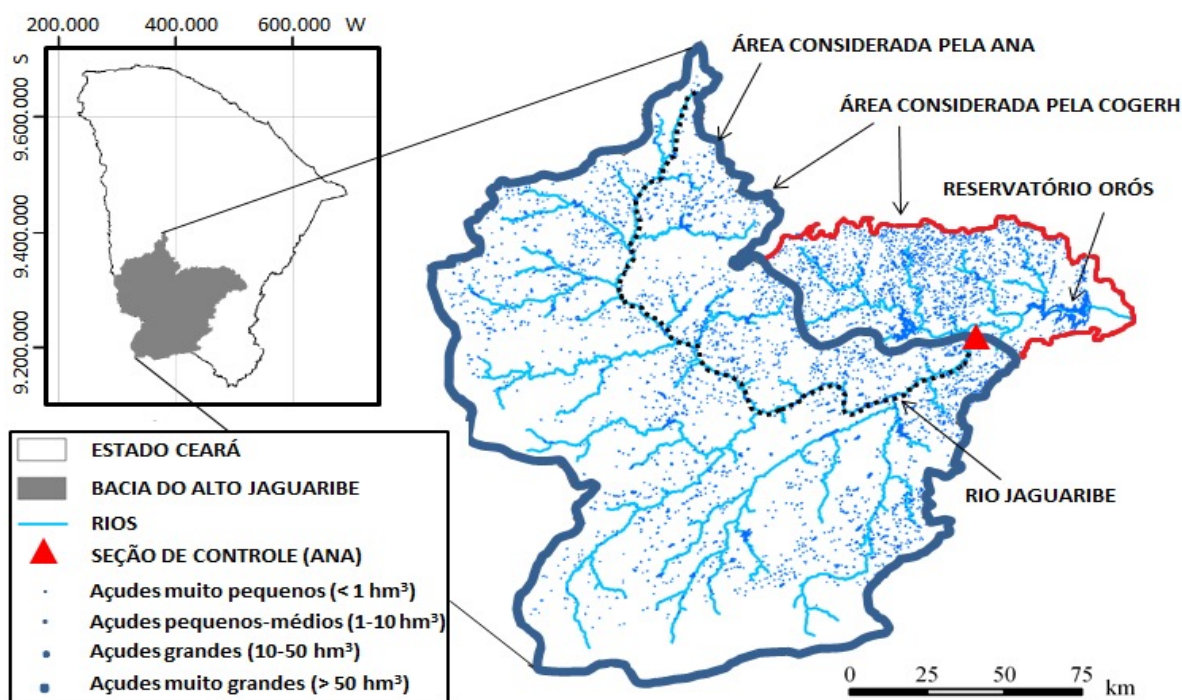 200.000 400.000 600.000 W
S
9.600.000
9.400.000
9.200.000
ÁREA CONSIDERADA PELA ANA
ÁREA CONSIDERADA PELA COGERH
RESERVATÓRIO ORÓS
RIO JAGUARIBE
ESTADO CEARÁ
BACIA DO ALTO JAGUARIBE
RIOS
SEÇÃO DE CONTROLE (ANA)
Açudes muito pequenos (< 1 hm³)
Açudes pequenos-médios (1-10 hm³)
Açudes grandes (10-50 hm³)
Açudes muito grandes (> 50 hm³)
0 25 50 75
km